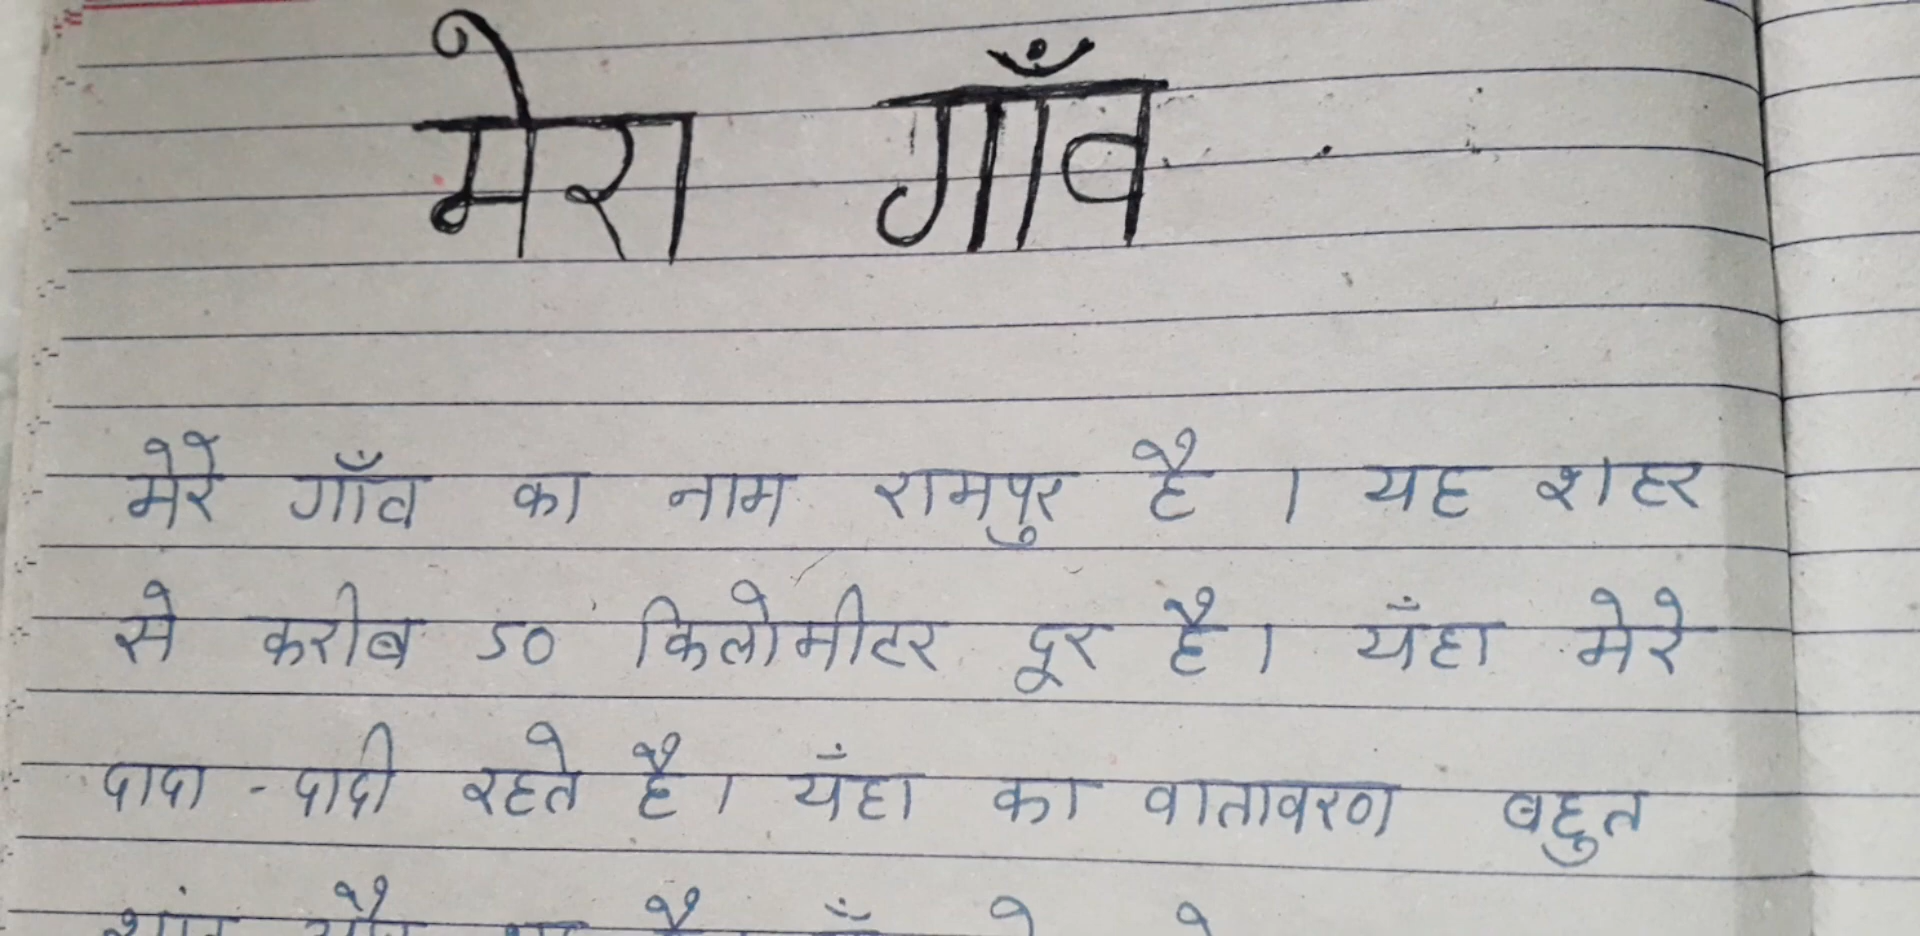 मेरा गाँव
मेरे गाँव का नाम रामपुर है । यह शहर
से करीब 50 किलोमीटर दूर है । यँहा मेरे
दादा - दादी रहते है । यँहा का वातावरण बहुत